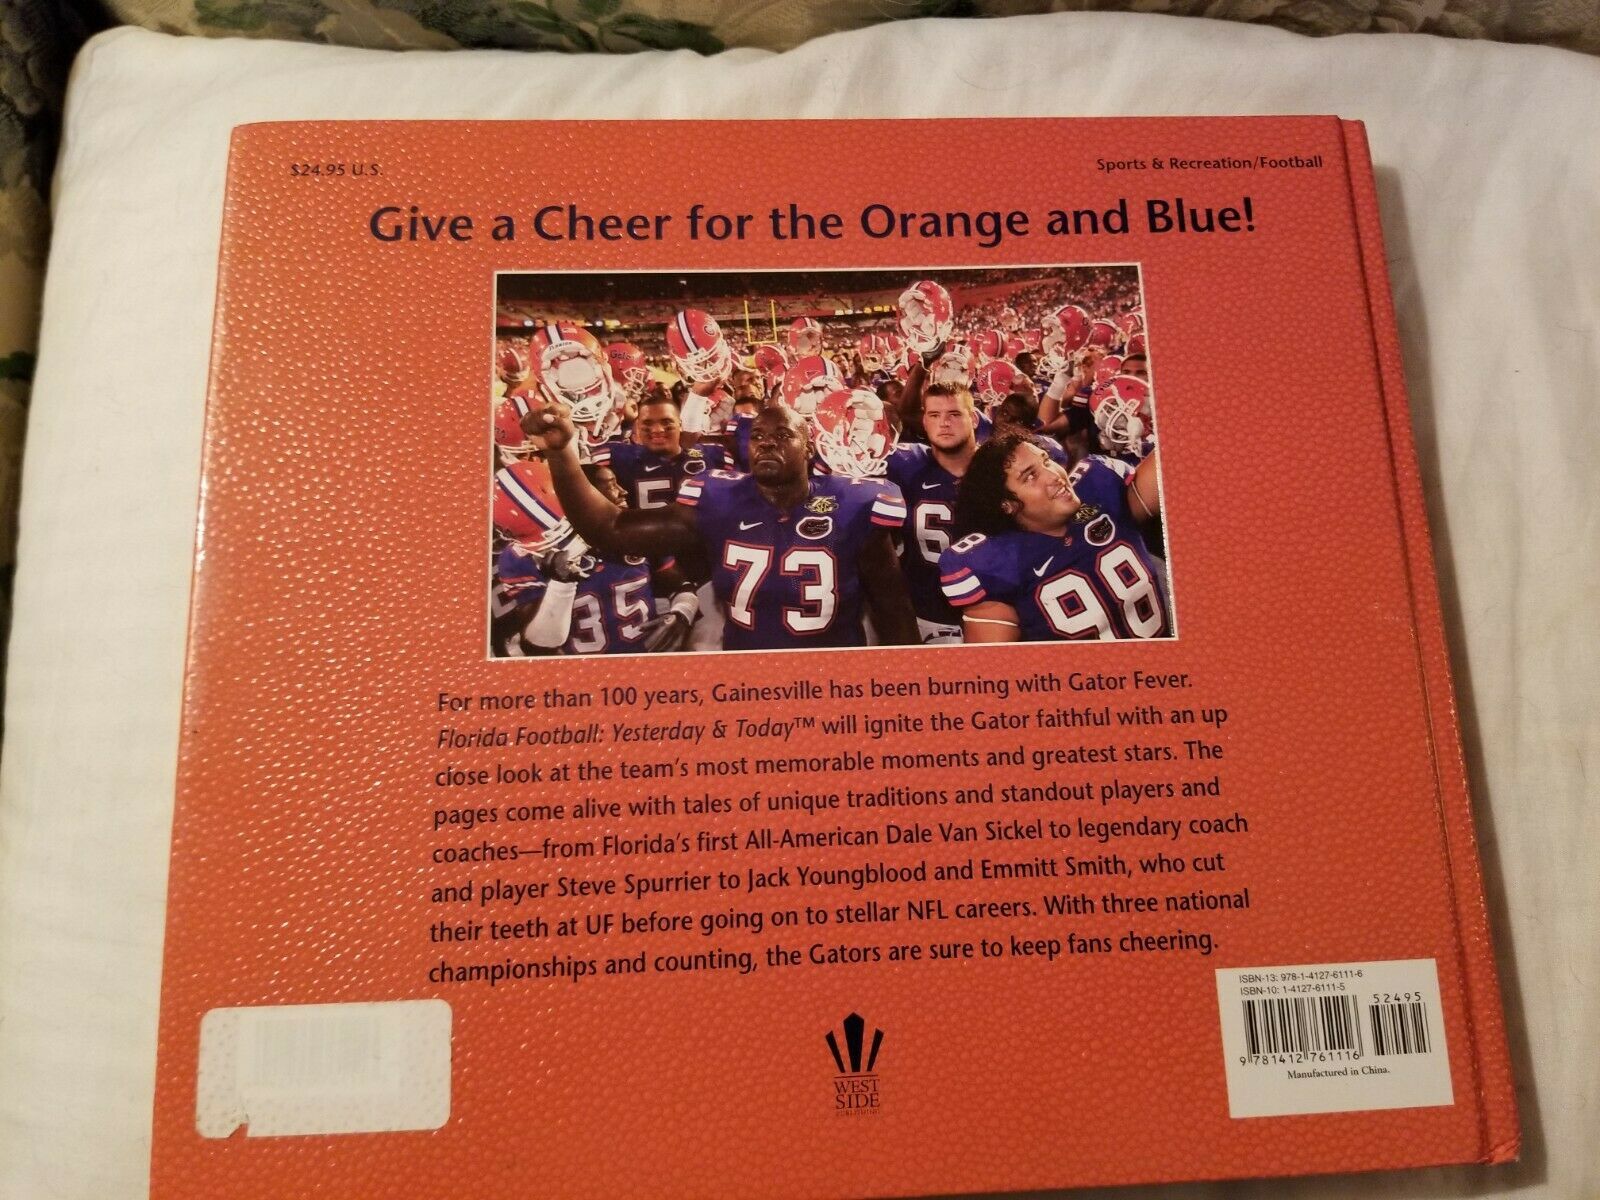 $24.95 U.S.
Sports & Recreation/Football
Give a Cheer for the Orange and Blue!
FLORIDA
Gators
5
6
73
8
98
35
For more than 100 years, Gainesville has been burning with Gator Fever.
Florida Football: Yesterday & Today™ will ignite the Gator faithful with an up
close look at the team's most memorable moments and greatest stars. The
pages come alive with tales of unique traditions and standout players and
coaches—from Florida's first All-American Dale Van Sickel to legendary coach
and player Steve Spurrier to Jack Youngblood and Emmitt Smith, who cut
their teeth at UF before going on to stellar NFL careers. With three national
championships and counting, the Gators are sure to keep fans cheering.
ISBN-13: 978-1-4127-6111-6
ISBN-10: 1-4127-6111-5
52495
9 781412 761116
Manufactured in China.
WEST
SIDE
PUBLISHING